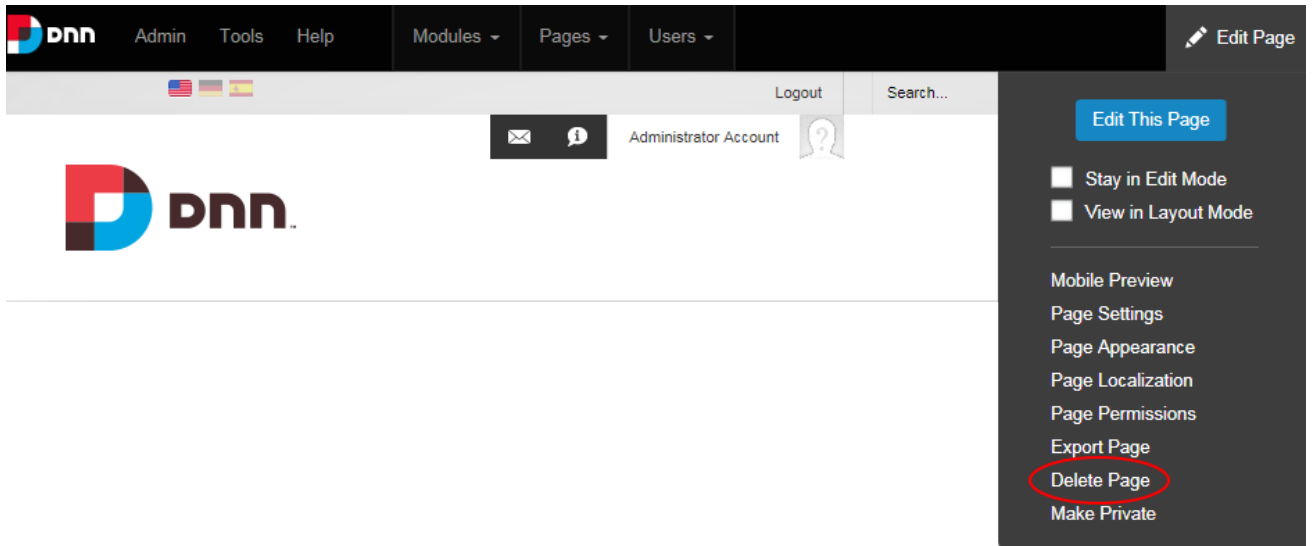 DNN Admin Tools Help Modules Pages Users Edit Page
Logout Search...
Edit This Page
Administrator Account
Stay in Edit Mode
View in Layout Mode
DNN
Mobile Preview
Page Settings
Page Appearance
Page Localization
Page Permissions
Export Page
Delete Page
Make Private